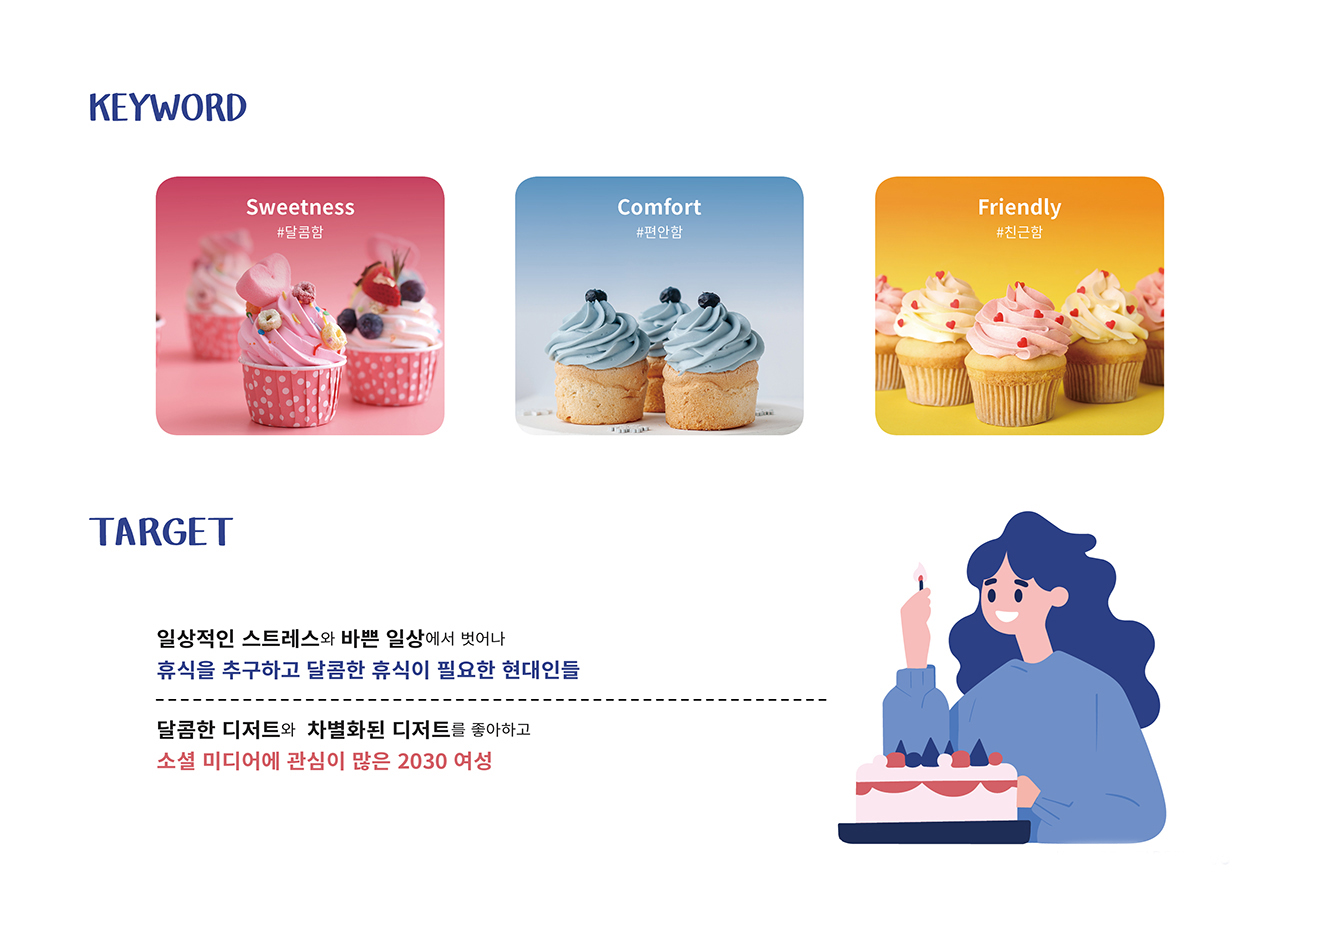 KEYWORD
Sweetness
#달콤함
Comfort
#편안함
Friendly
#친근함
TARGET
일상적인 스트레스와 바쁜 일상에서 벗어나
휴식을 추구하고 달콤한 휴식이 필요한 현대인들
달콤한 디저트와 차별화된 디저트를 좋아하고
소셜 미디어에 관심이 많은 2030 여성